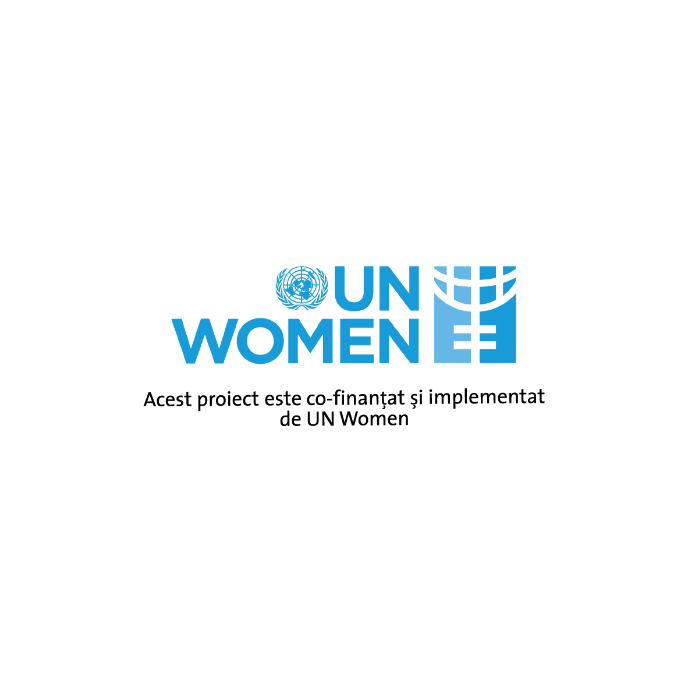 UN
WOMEN
Acest proiect este co-finanțat și implementat
de UN Women